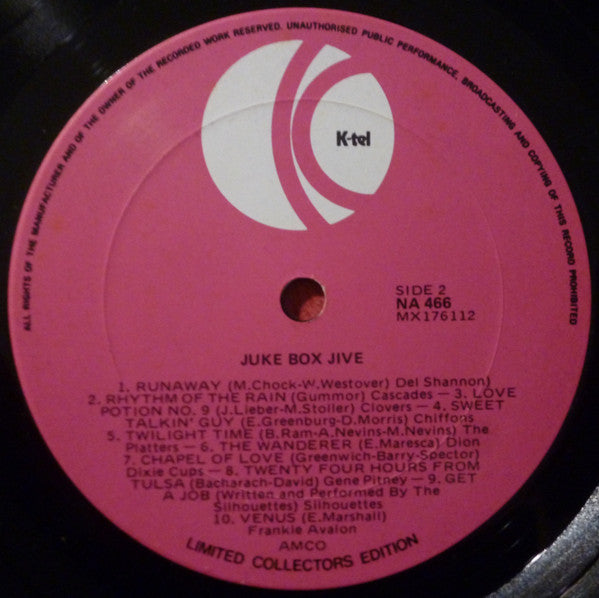 ALL RIGHTS OF THE MANUFACTURER AND OF THE OWNER OF THE RECORDED WORK RESERVED. UNAUTHORISED PUBLIC PERFORMANCE, BROADCASTING AND COPYING OF THIS RECORD PROHIBITED
K-tel
SIDE 2
NA 466
MX176112
JUKE BOX JIVE
1. RUNAWAY (M.Chock-W.Westover) Del Shannon)
2. RHYTHM OF THE RAIN (Gummor) Cascades – 3. LOVE
POTION NO. 9 (J.Lieber-M.Stoller) Clovers – 4. SWEET
TALKIN' GUY (E.Greenburg-D.Morris) Chiffons
5. TWILIGHT TIME (B.Ram-A.Nevins-M.Nevins) The
Platters – 6. THE WANDERER (E.Maresca) Dion
7. CHAPEL OF LOVE (Greenwich-Barry-Spector)
Dixie Cups – 8. TWENTY FOUR HOURS FROM
TULSA (Bacharach-David) Gene Pitney – 9. GET
A JOB (Written and Performed By The
Silhouettes) Silhouettes
10. VENUS (E.Marshall)
Frankie Avalon
AMCO
LIMITED COLLECTORS EDITION